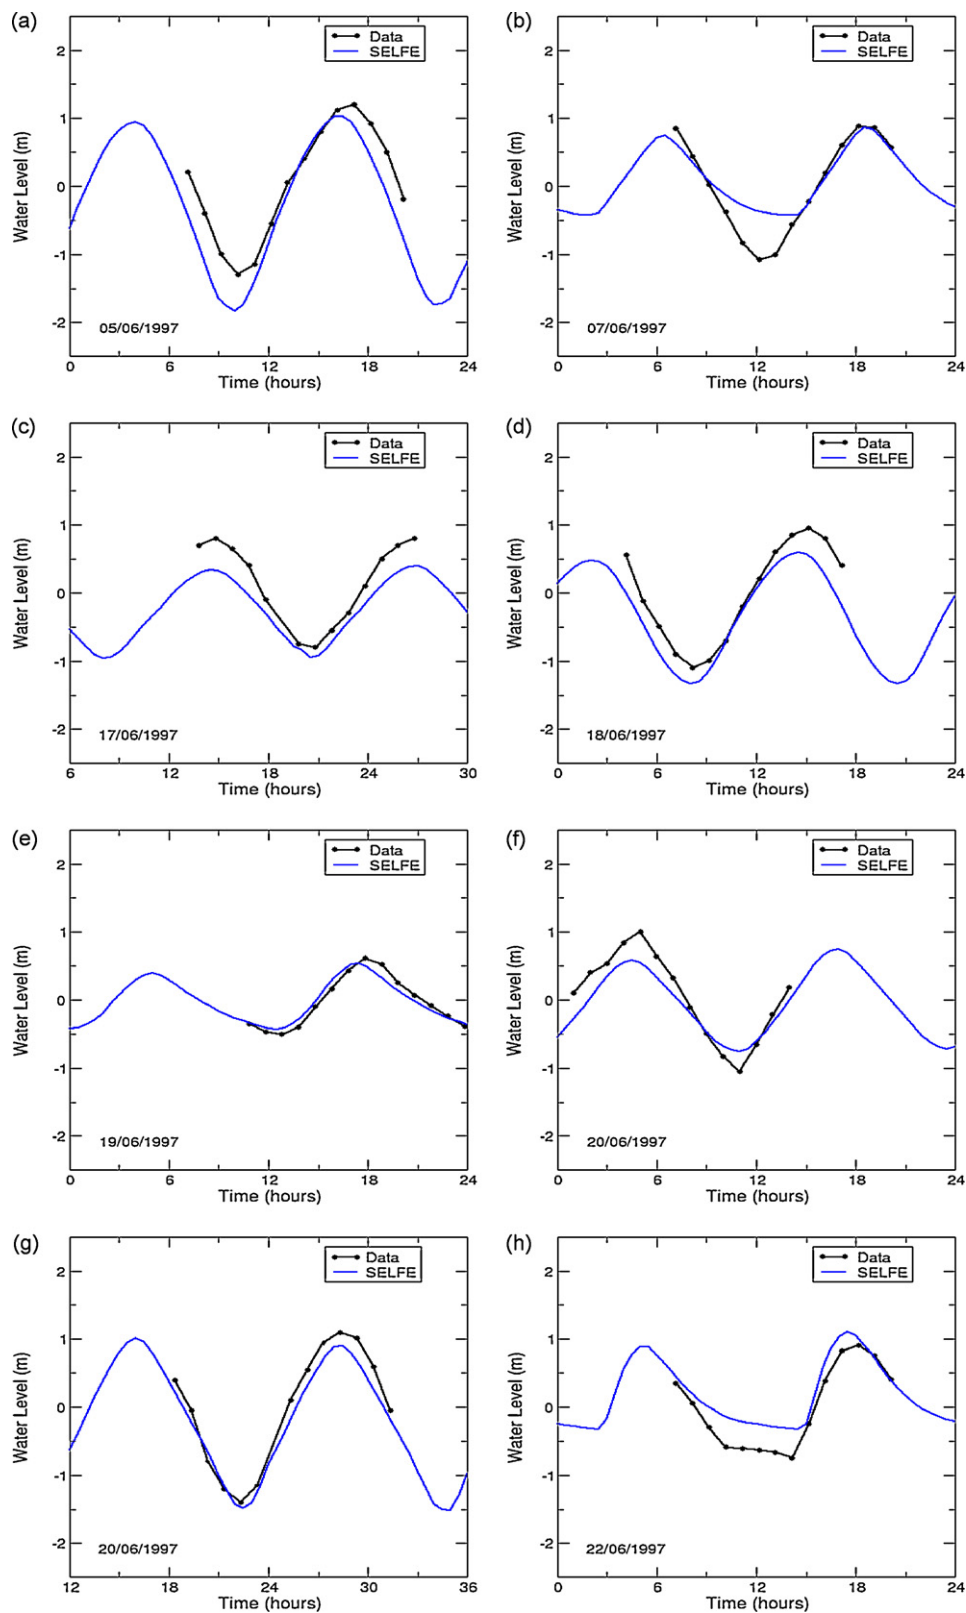 (a)
Data
SELFE
Water Level (m)
2
1
0
-1
-2
05/06/1997
0 6 12 18 24
Time (hours)
(b)
Data
SELFE
Water Level (m)
2
1
0
-1
-2
07/06/1997
0 6 12 18 24
Time (hours)
(c)
Data
SELFE
Water Level (m)
2
1
0
-1
-2
17/06/1997
6 12 18 24 30
Time (hours)
(d)
Data
SELFE
Water Level (m)
2
1
0
-1
-2
18/06/1997
0 6 12 18 24
Time (hours)
(e)
Data
SELFE
Water Level (m)
2
1
0
-1
-2
19/06/1997
0 6 12 18 24
Time (hours)
(f)
Data
SELFE
Water Level (m)
2
1
0
-1
-2
20/06/1997
0 6 12 18 24
Time (hours)
(g)
Data
SELFE
Water Level (m)
2
1
0
-1
-2
20/06/1997
12 18 24 30 36
Time (hours)
(h)
Data
SELFE
Water Level (m)
2
1
0
-1
-2
22/06/1997
0 6 12 18 24
Time (hours)